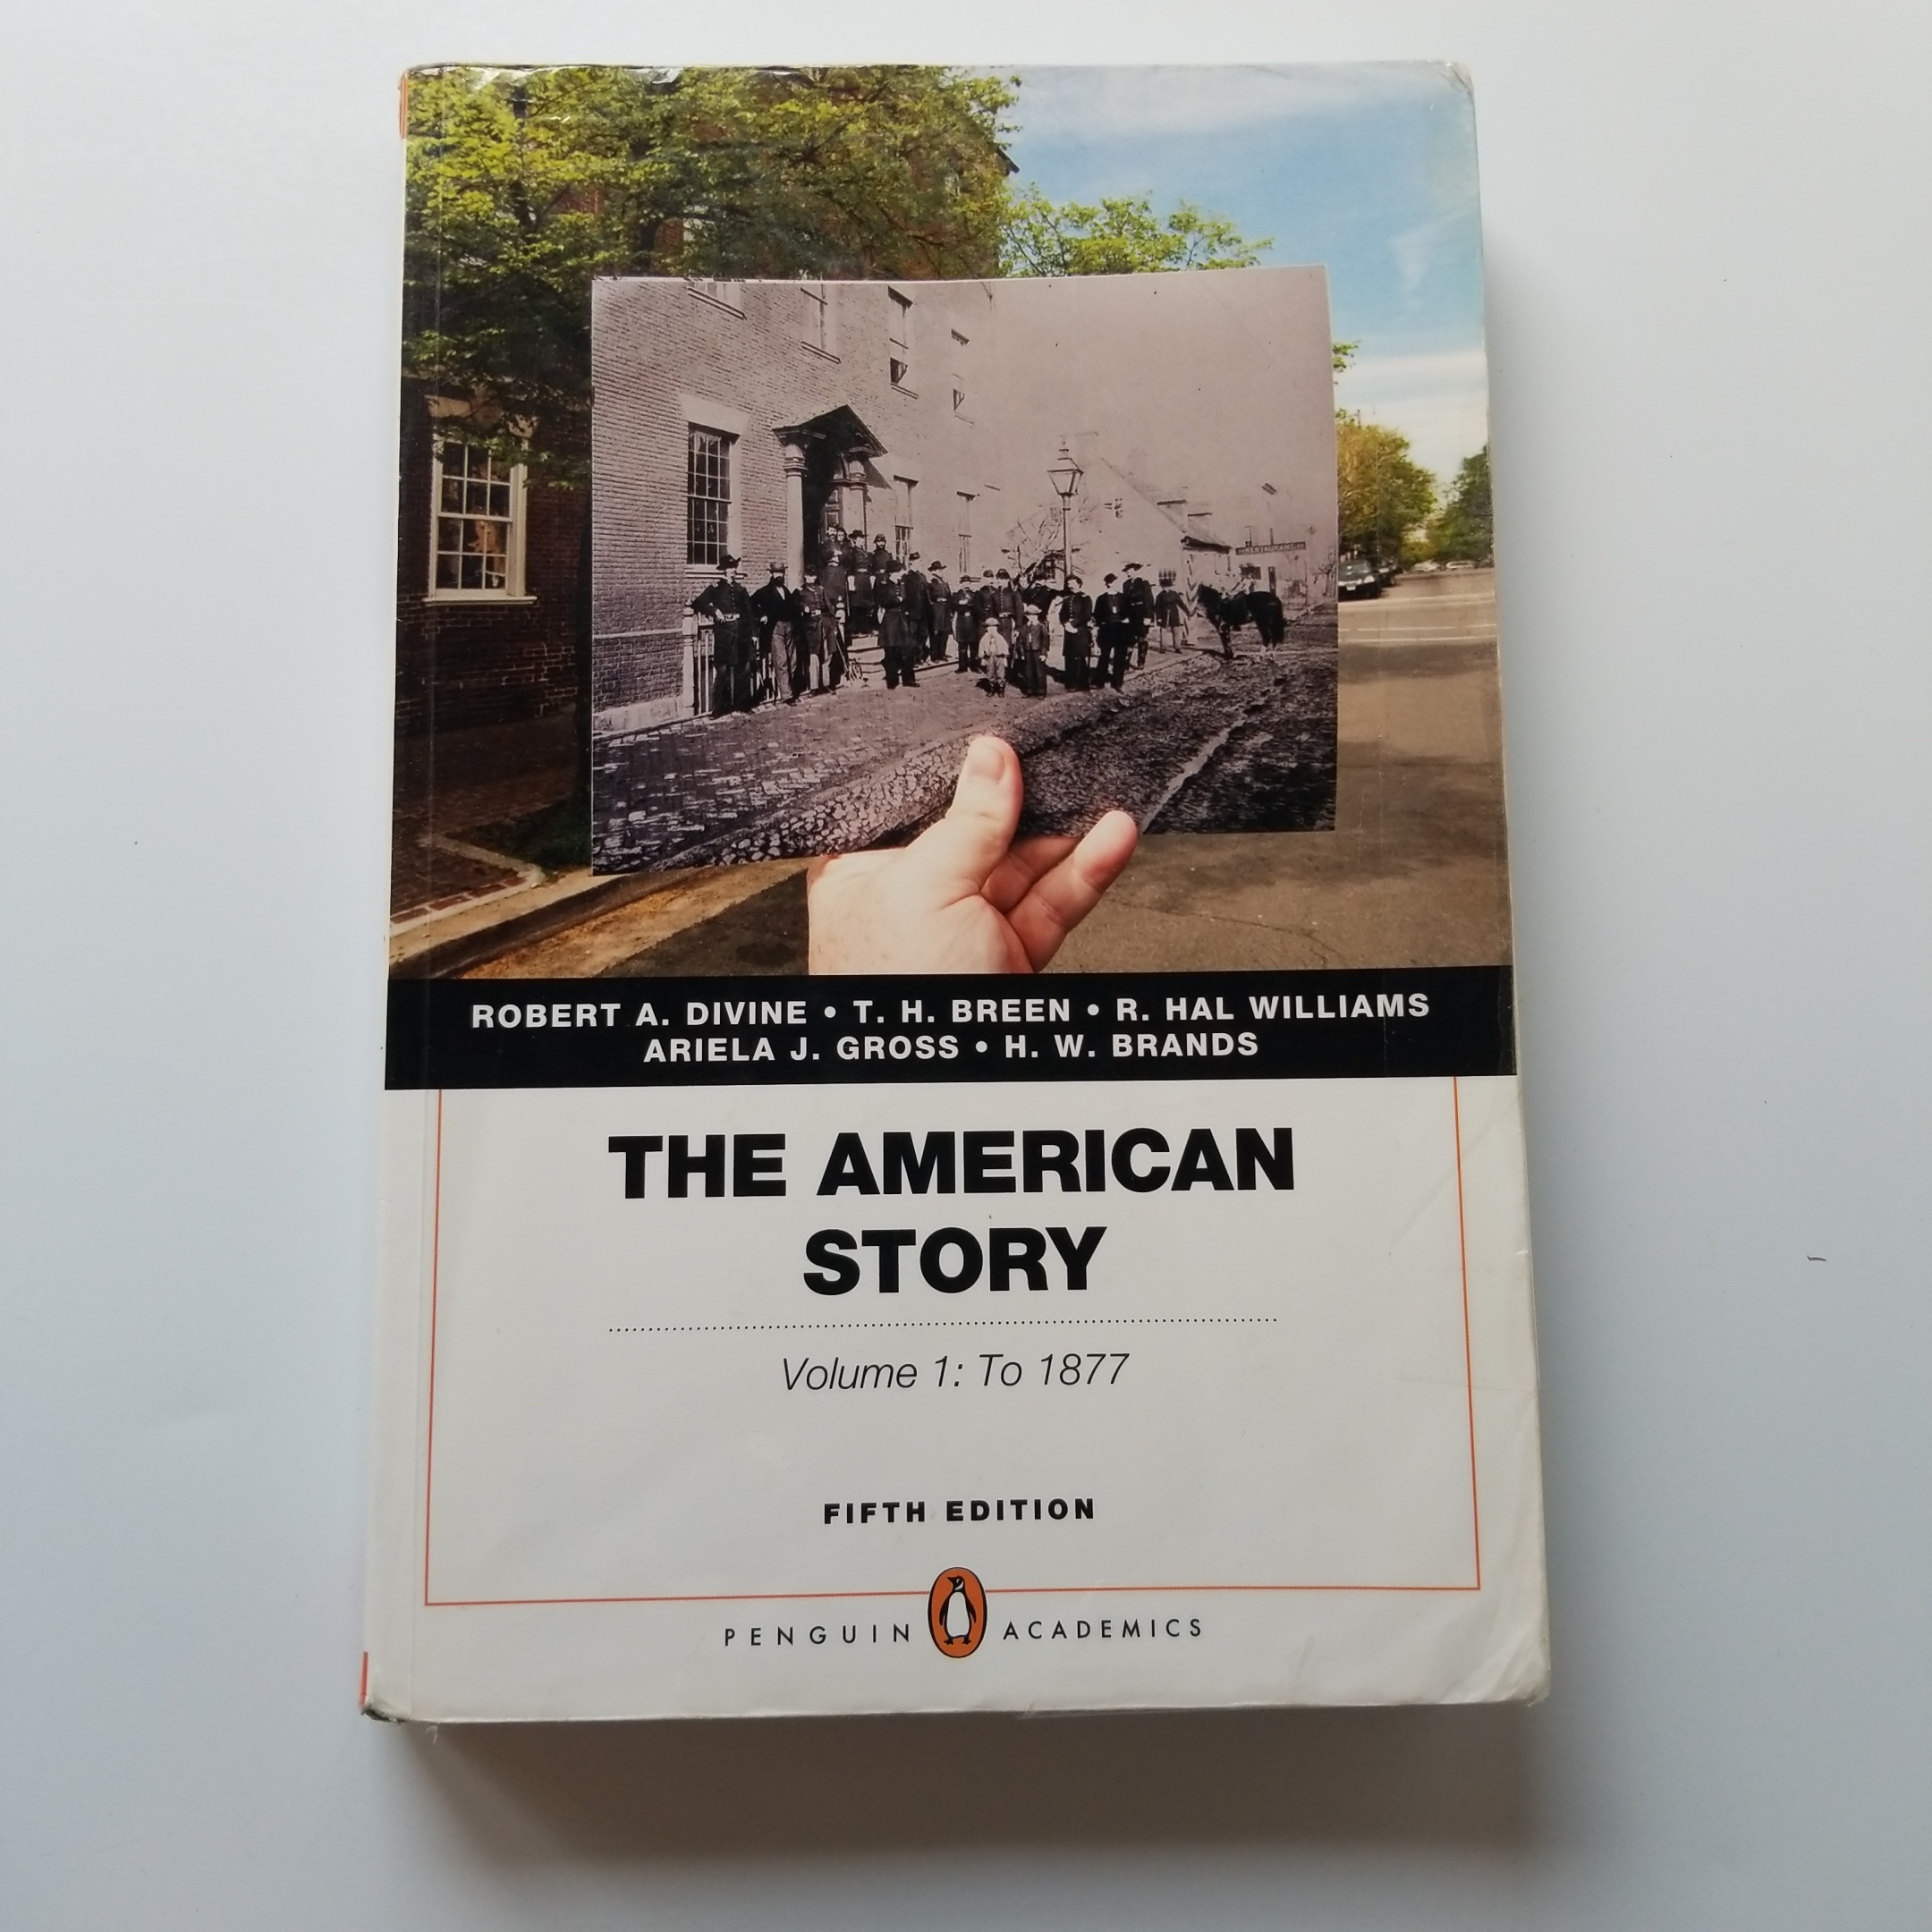 ROBERT A. DIVINE • T. H. BREEN • R. HAL WILLIAMS
ARIELA J. GROSS • H. W. BRANDS
THE AMERICAN
STORY
Volume 1: To 1877
FIFTH EDITION
PENGUIN ACADEMICS